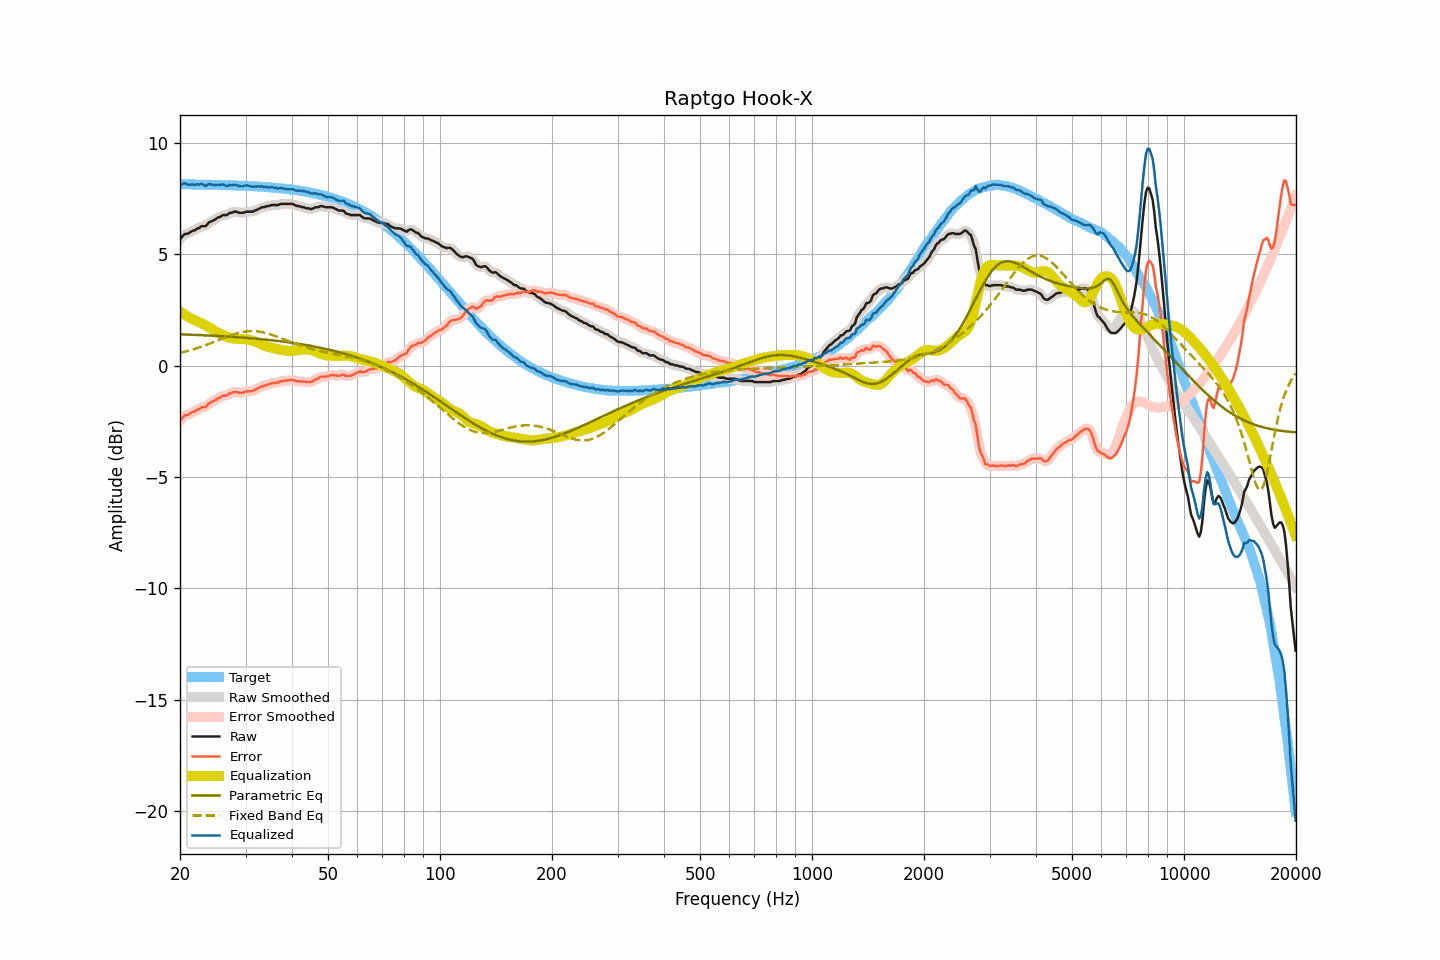 Raptgo Hook-X
Amplitude (dBr)
10
5
0
−5
−10
−15
−20
Target
Raw Smoothed
Error Smoothed
Raw
Error
Equalization
Parametric Eq
Fixed Band Eq
Equalized
20 50 100 200 500 1000 2000 5000 10000 20000
Frequency (Hz)